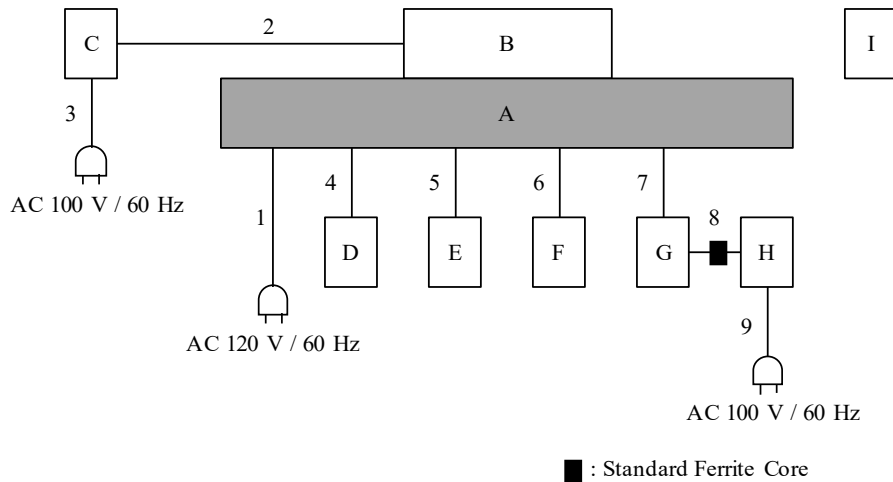 2
C
B
I
3
A
AC 100 V / 60 Hz
4
5
6
7
1
8
D
E
F
G
H
9
AC 120 V / 60 Hz
AC 100 V / 60 Hz
: Standard Ferrite Core